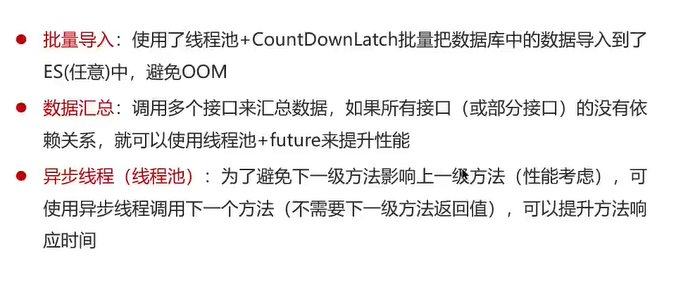 批量导入：使用了线程池+CountDownLatch批量把数据库中的数据导入到了
ES(任意)中，避免OOM
数据汇总：调用多个接口来汇总数据，如果所有接口（或部分接口）的没有依
赖关系，就可以使用线程池+future来提升性能
异步线程（线程池）：为了避免下一级方法影响上一级方法（性能考虑），可
使用异步线程调用下一个方法（不需要下一级方法返回值），可以提升方法响
应时间